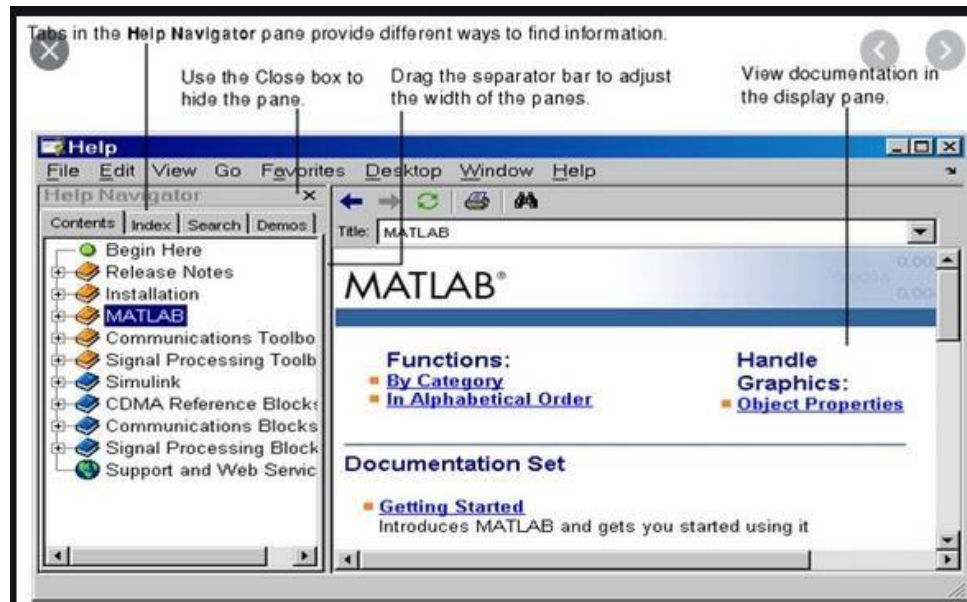 Tabs in the Help Navigator pane provide different ways to find information.
Use the Close box to
hide the pane.
Drag the separator bar to adjust
the width of the panes.
View documentation in
the display pane.
Help
File Edit View Go Favorites Desktop Window Help
Help Navigator
Contents Index Search Demos
Begin Here
Release Notes
Installation
MATLAB
Communications Toolbo
Signal Processing Toolb
Simulink
CDMA Reference Blocks
Communications Blocks
Signal Processing Block
Support and Web Servic
Title: MATLAB
MATLAB®
Functions:
By Category
In Alphabetical Order
Handle
Graphics:
Object Properties
Documentation Set
Getting Started
Introduces MATLAB and gets you started using it